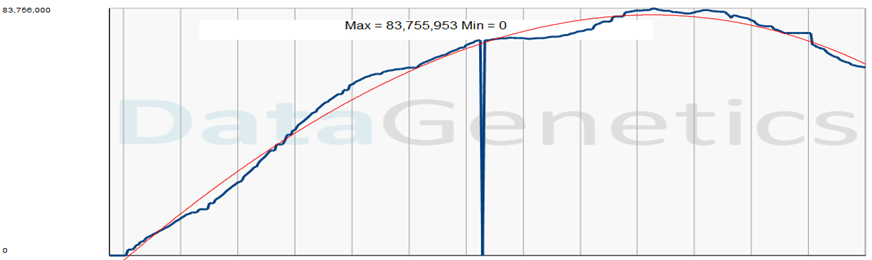 83,756,000
Max = 83,755,953 Min = 0
DataGenetics
0